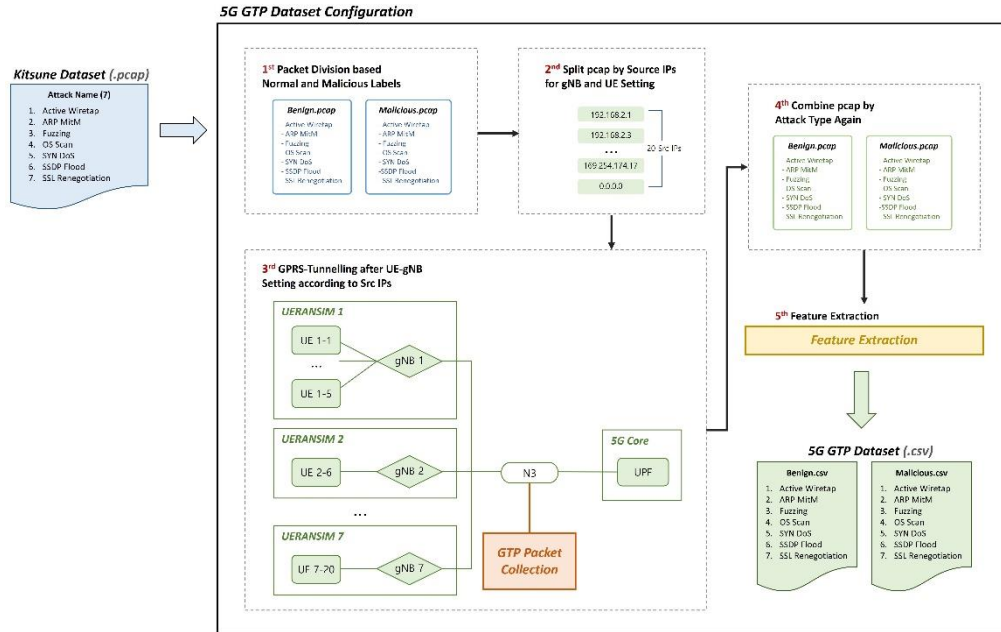 5G GTP Dataset Configuration
Kitsune Dataset (.pcap)
Attack Name (7)
1. Active Wiretap
2. ARP MitM
3. Fuzzing
4. OS Scan
5. SYN DoS
6. SSDP Flood
7. SSL Renegotiation
1st Packet Division based
Normal and Malicious Labels
Benign.pcap
Active Wiretap
- ARP MitM
- Fuzzing
OS Scan
- SYN DoS
- SSDP Flood
SSL Renegotiation
Malicious.pcap
Active Wiretap
- ARP MitM
- Fuzzing
OS Scan
- SYN DoS
-SSDP Flood
SSL Renegotiation
2nd Split pcap by Source IPs
for gNB and UE Setting
192.168.2.1
192.168.2.3
...
169.254.174.17
0.0.0.0
20 Src IPs
3rd GPRS-Tunnelling after UE-gNB
Setting according to Src IPs
UERANSIM 1
UE 1-1
...
UE 1-5
gNB 1
UERANSIM 2
UE 2-6
gNB 2
...
UERANSIM 7
UE 7-20
gNB 7
N3
GTP Packet
Collection
5G Core
UPF
4th Combine pcap by
Attack Type Again
Benign.pcap
Active Wiretap
- ARP MitM
- Fuzzing
OS Scan
- SYN DoS
- SSDP Flood
SSL Renegotiation
Malicious.pcap
Active Wiretap
- ARP MitM
- Fuzzing
OS Scan
- SYN DoS
-SSDP Flood
SSL Renegotiation
5th Feature Extraction
Feature Extraction
5G GTP Dataset (.csv)
Benign.csv
1. Active Wiretap
2. ARP MitM
3. Fuzzing
4. OS Scan
5. SYN DoS
6. SSDP Flood
7. SSL Renegotiation
Malicious.csv
1. Active Wiretap
2. ARP MitM
3. Fuzzing
4. OS Scan
5. SYN DoS
6. SSDP Flood
7. SSL Renegotiation